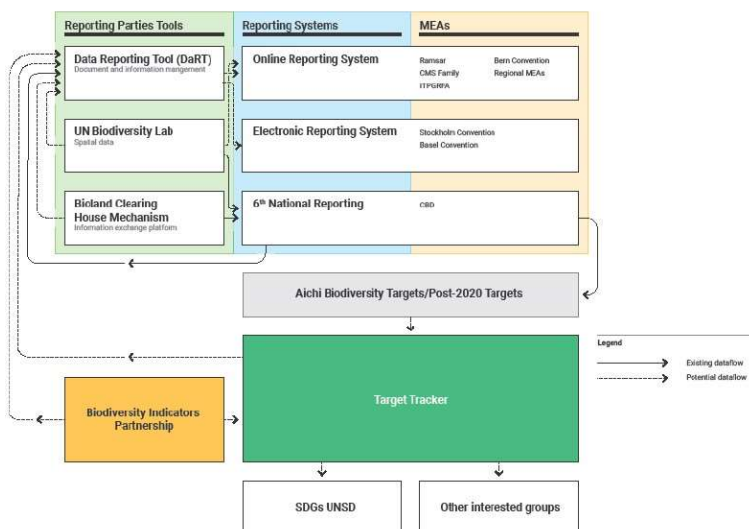 Reporting Parties Tools
Reporting Systems
MEAs
Data Reporting Tool (DaRT)
Document and information mangement
Online Reporting System
Ramsar
Bern Convention
CMS Family
Regional MEAs
ITPGRFA
UN Biodiversity Lab
Spatial data
Electronic Reporting System
Stockholm Convention
Basel Convention
Bioland Clearing
House Mechanism
Information exchange platform
6th National Reporting
CBD
Aichi Biodiversity Targets/Post-2020 Targets
Legend
Existing dataflow
Potential dataflow
Target Tracker
Biodiversity Indicators
Partnership
SDGs UNSD
Other interested groups